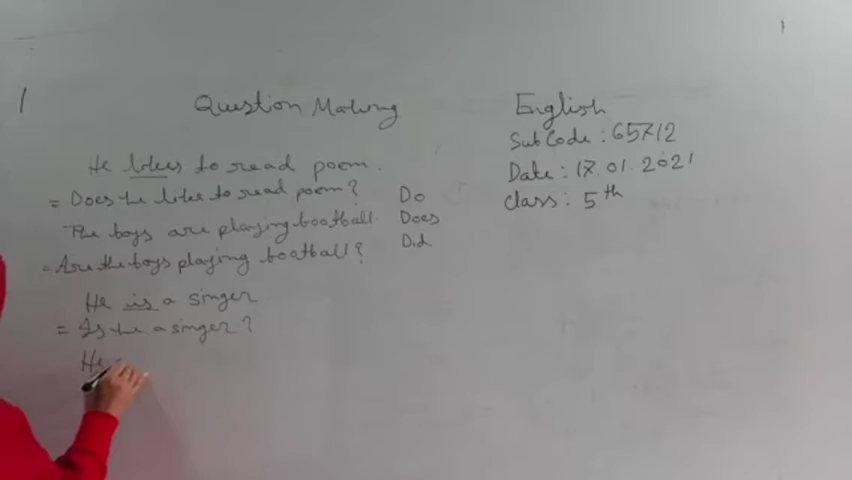 Question Making
He likes to read poem.
= Does he like to read poem?
The boys are playing football.
= Are the boys playing football?
He is a singer
= Is he a singer?
He
Do
Does
Did
English
Sub Code : 65712
Date : 17.01.2021
Class : 5th